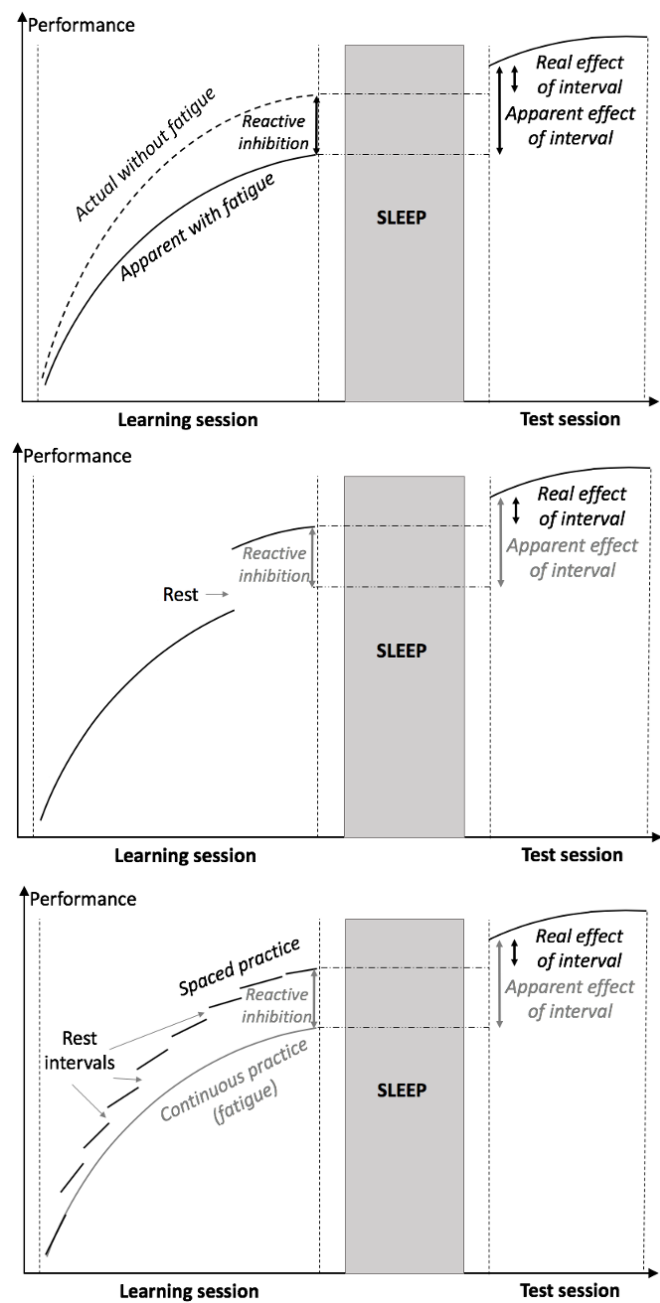 Performance
Actual without fatigue
Apparent with fatigue
Reactive
inhibition
SLEEP
Real effect
of interval
Apparent effect
of interval
Learning session
Test session
Performance
Rest
Reactive
inhibition
SLEEP
Real effect
of interval
Apparent effect
of interval
Learning session
Test session
Performance
Spaced practice
Rest
intervals
Reactive
inhibition
Continuous practice
(fatigue)
SLEEP
Real effect
of interval
Apparent effect
of interval
Learning session
Test session